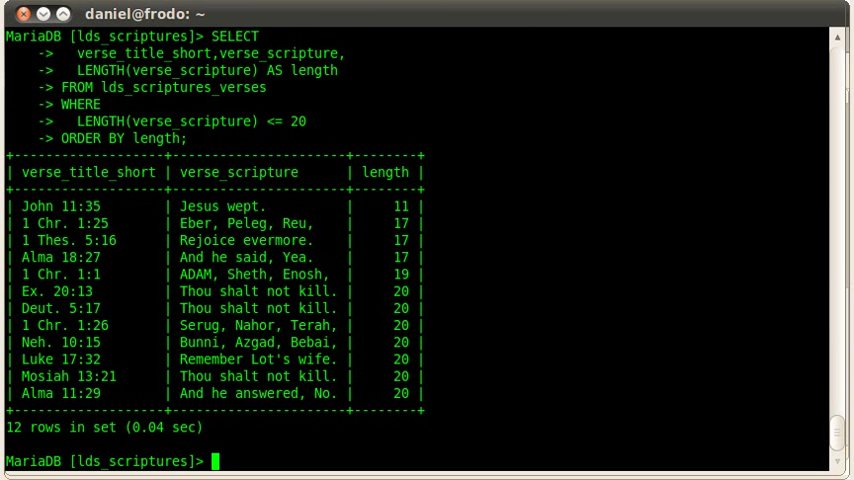 daniel@frodo: ~
MariaDB [lds_scriptures]> SELECT
    ->   verse_title_short,verse_scripture,
    ->   LENGTH(verse_scripture) AS length
    -> FROM lds_scriptures_verses
    -> WHERE
    ->   LENGTH(verse_scripture) <= 20
    -> ORDER BY length;
+-------------------+----------------------+--------+
| verse_title_short | verse_scripture      | length |
+-------------------+----------------------+--------+
| John 11:35        | Jesus wept.          |     11 |
| 1 Chr. 1:25       | Eber, Peleg, Reu,    |     17 |
| 1 Thes. 5:16      | Rejoice evermore.    |     17 |
| Alma 18:27        | And he said, Yea.    |     17 |
| 1 Chr. 1:1        | ADAM, Sheth, Enosh,  |     19 |
| Ex. 20:13         | Thou shalt not kill. |     20 |
| Deut. 5:17        | Thou shalt not kill. |     20 |
| 1 Chr. 1:26       | Serug, Nahor, Terah, |     20 |
| Neh. 10:15        | Bunni, Azgad, Bebai, |     20 |
| Luke 17:32        | Remember Lot's wife. |     20 |
| Mosiah 13:21      | Thou shalt not kill. |     20 |
| Alma 11:29        | And he answered, No. |     20 |
+-------------------+----------------------+--------+
12 rows in set (0.04 sec)
MariaDB [lds_scriptures]>